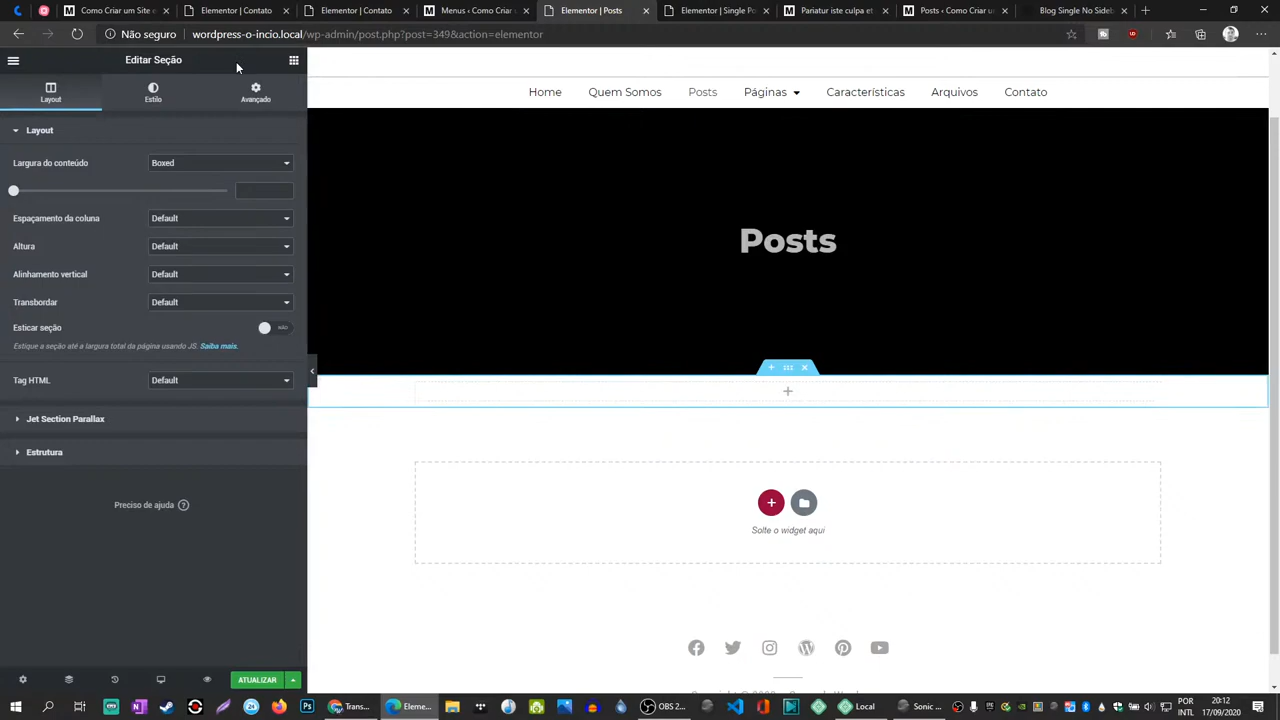 Como Criar um Si
Elementor | Contato
Elementor | Contato
Menus ‹ Como Criar u
Elementor | Posts
Elementor | Single Po
Pariatur iste culpa et
Posts ‹ Como Criar um
Blog Single No Sideb
Não seguro
wordpress-o-incio.local/wp-admin/post.php?post=349&action=elementor
Editar Seção
Layout
Estilo
Avançado
Layout
Largura do conteúdo
Boxed
Espaçamento da coluna
Default
Altura
Default
Alinhamento vertical
Default
Transbordar
Default
Esticar seção
NÃO
Estique a seção até a largura total da página usando JS. Saiba mais.
Tag HTML
Default
Jet Section Parallax
Estrutura
Preciso de ajuda
ATUALIZAR
Home
Quem Somos
Posts
Páginas
Características
Arquivos
Contato
Posts
Solte o widget aqui
Trans...
Eleme...
OBS 2...
Local
Sonic ...
POR
INTL
20:12
17/09/2020